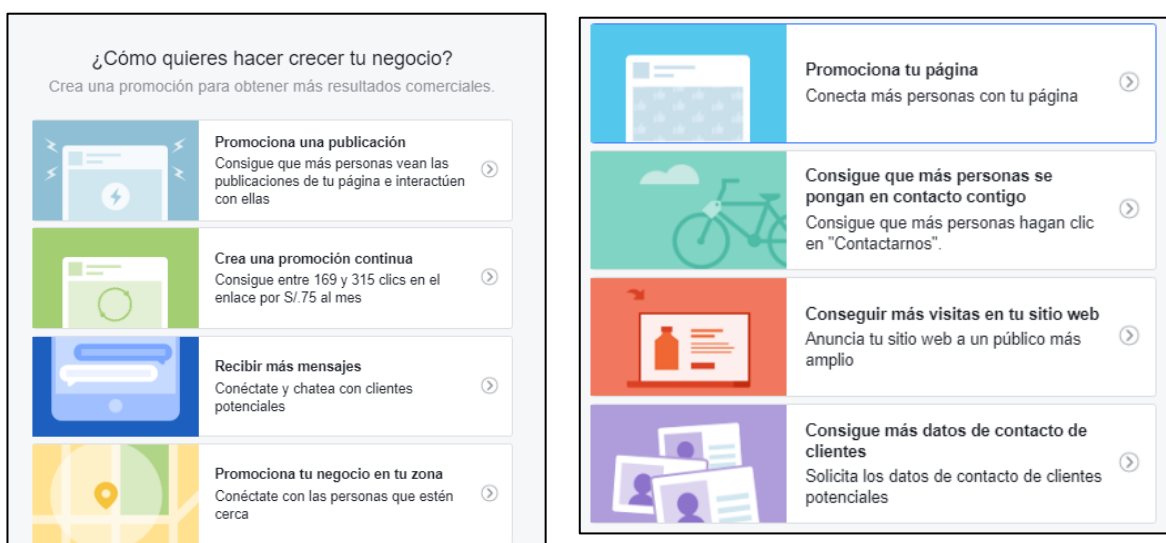 ¿Cómo quieres hacer crecer tu negocio?
Crea una promoción para obtener más resultados comerciales.
Promociona una publicación
Consigue que más personas vean las
publicaciones de tu página e interactúen
con ellas
Crea una promoción continua
Consigue entre 169 y 315 clics en el
enlace por S/.75 al mes
Recibir más mensajes
Conéctate y chatea con clientes
potenciales
Promociona tu negocio en tu zona
Conéctate con las personas que estén
cerca
Promociona tu página
Conecta más personas con tu página
Consigue que más personas se
pongan en contacto contigo
Consigue que más personas hagan clic
en "Contactarnos".
Conseguir más visitas en tu sitio web
Anuncia tu sitio web a un público más
amplio
Consigue más datos de contacto de
clientes
Solicita los datos de contacto de clientes
potenciales